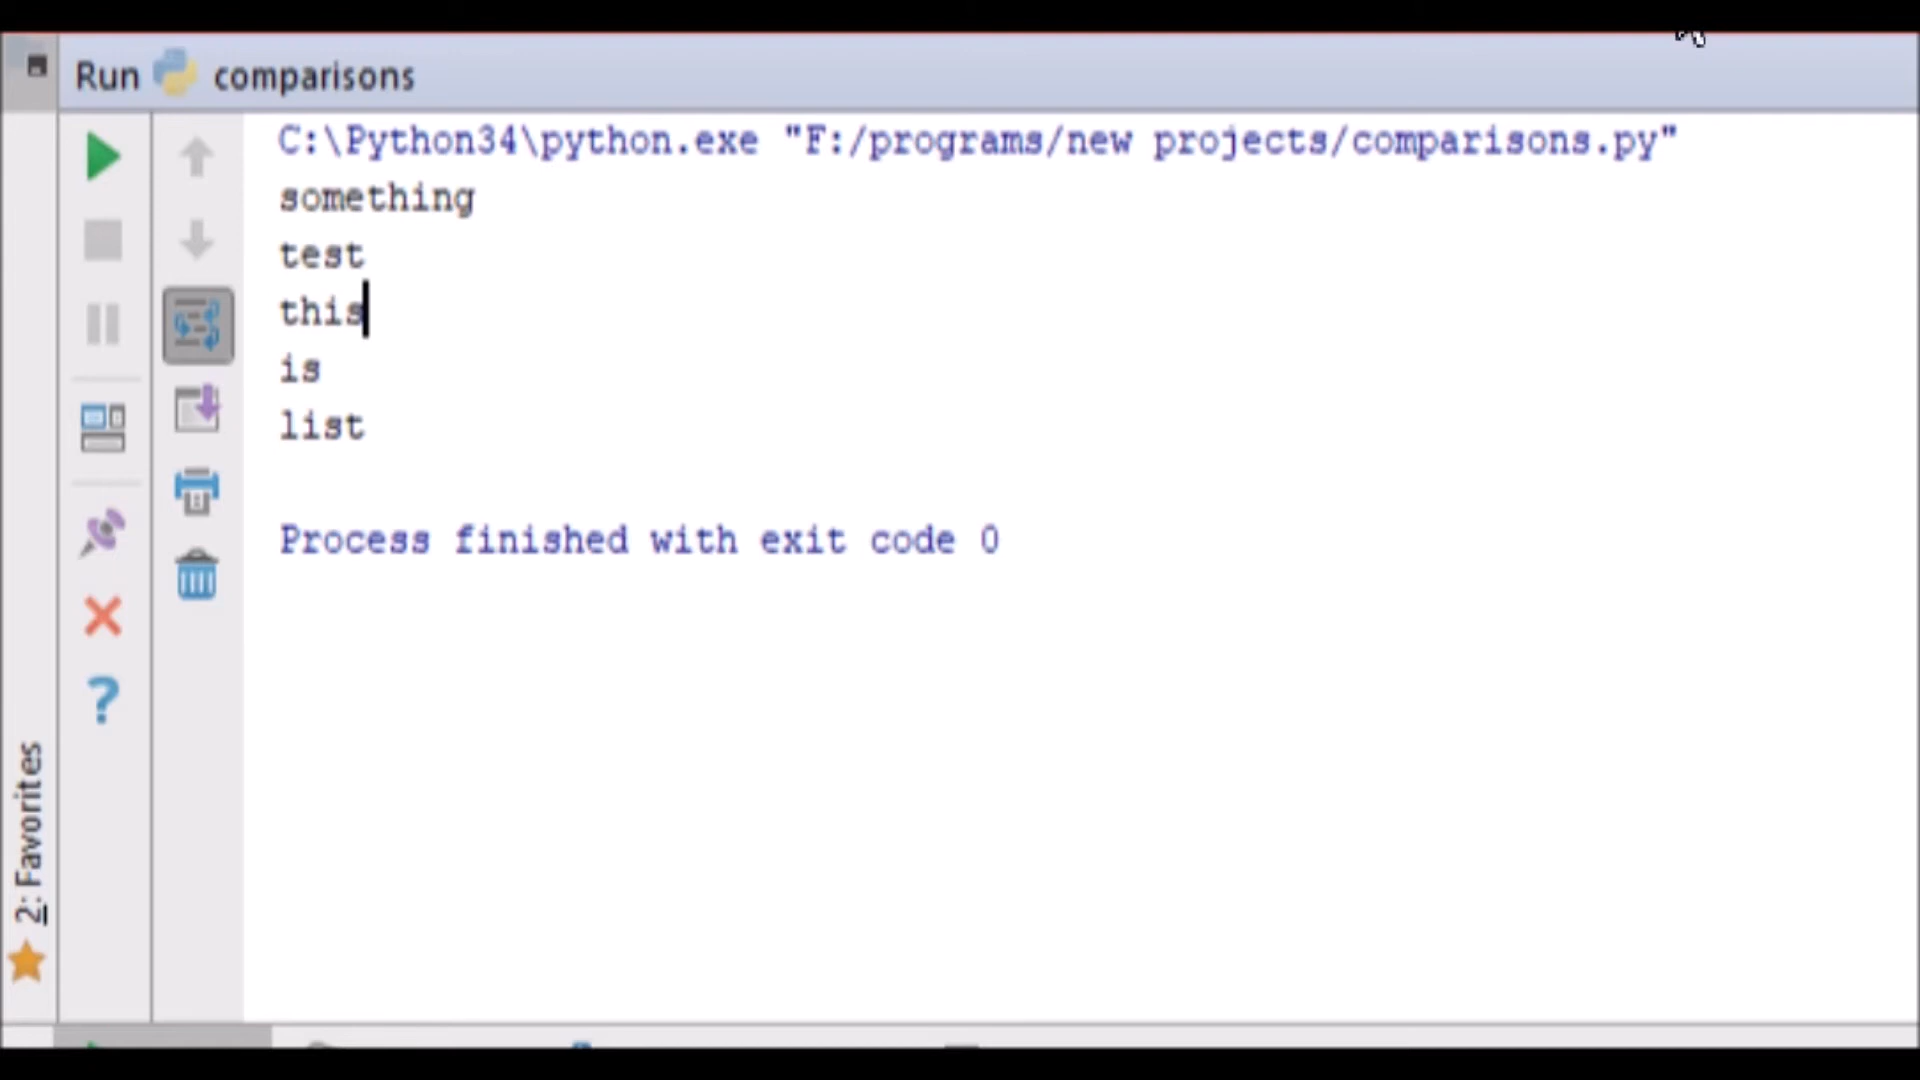 Run comparisons
C:\Python34\python.exe "F:/programs/new projects/comparisons.py"
something
test
this
is
list
Process finished with exit code 0
2: Favorites